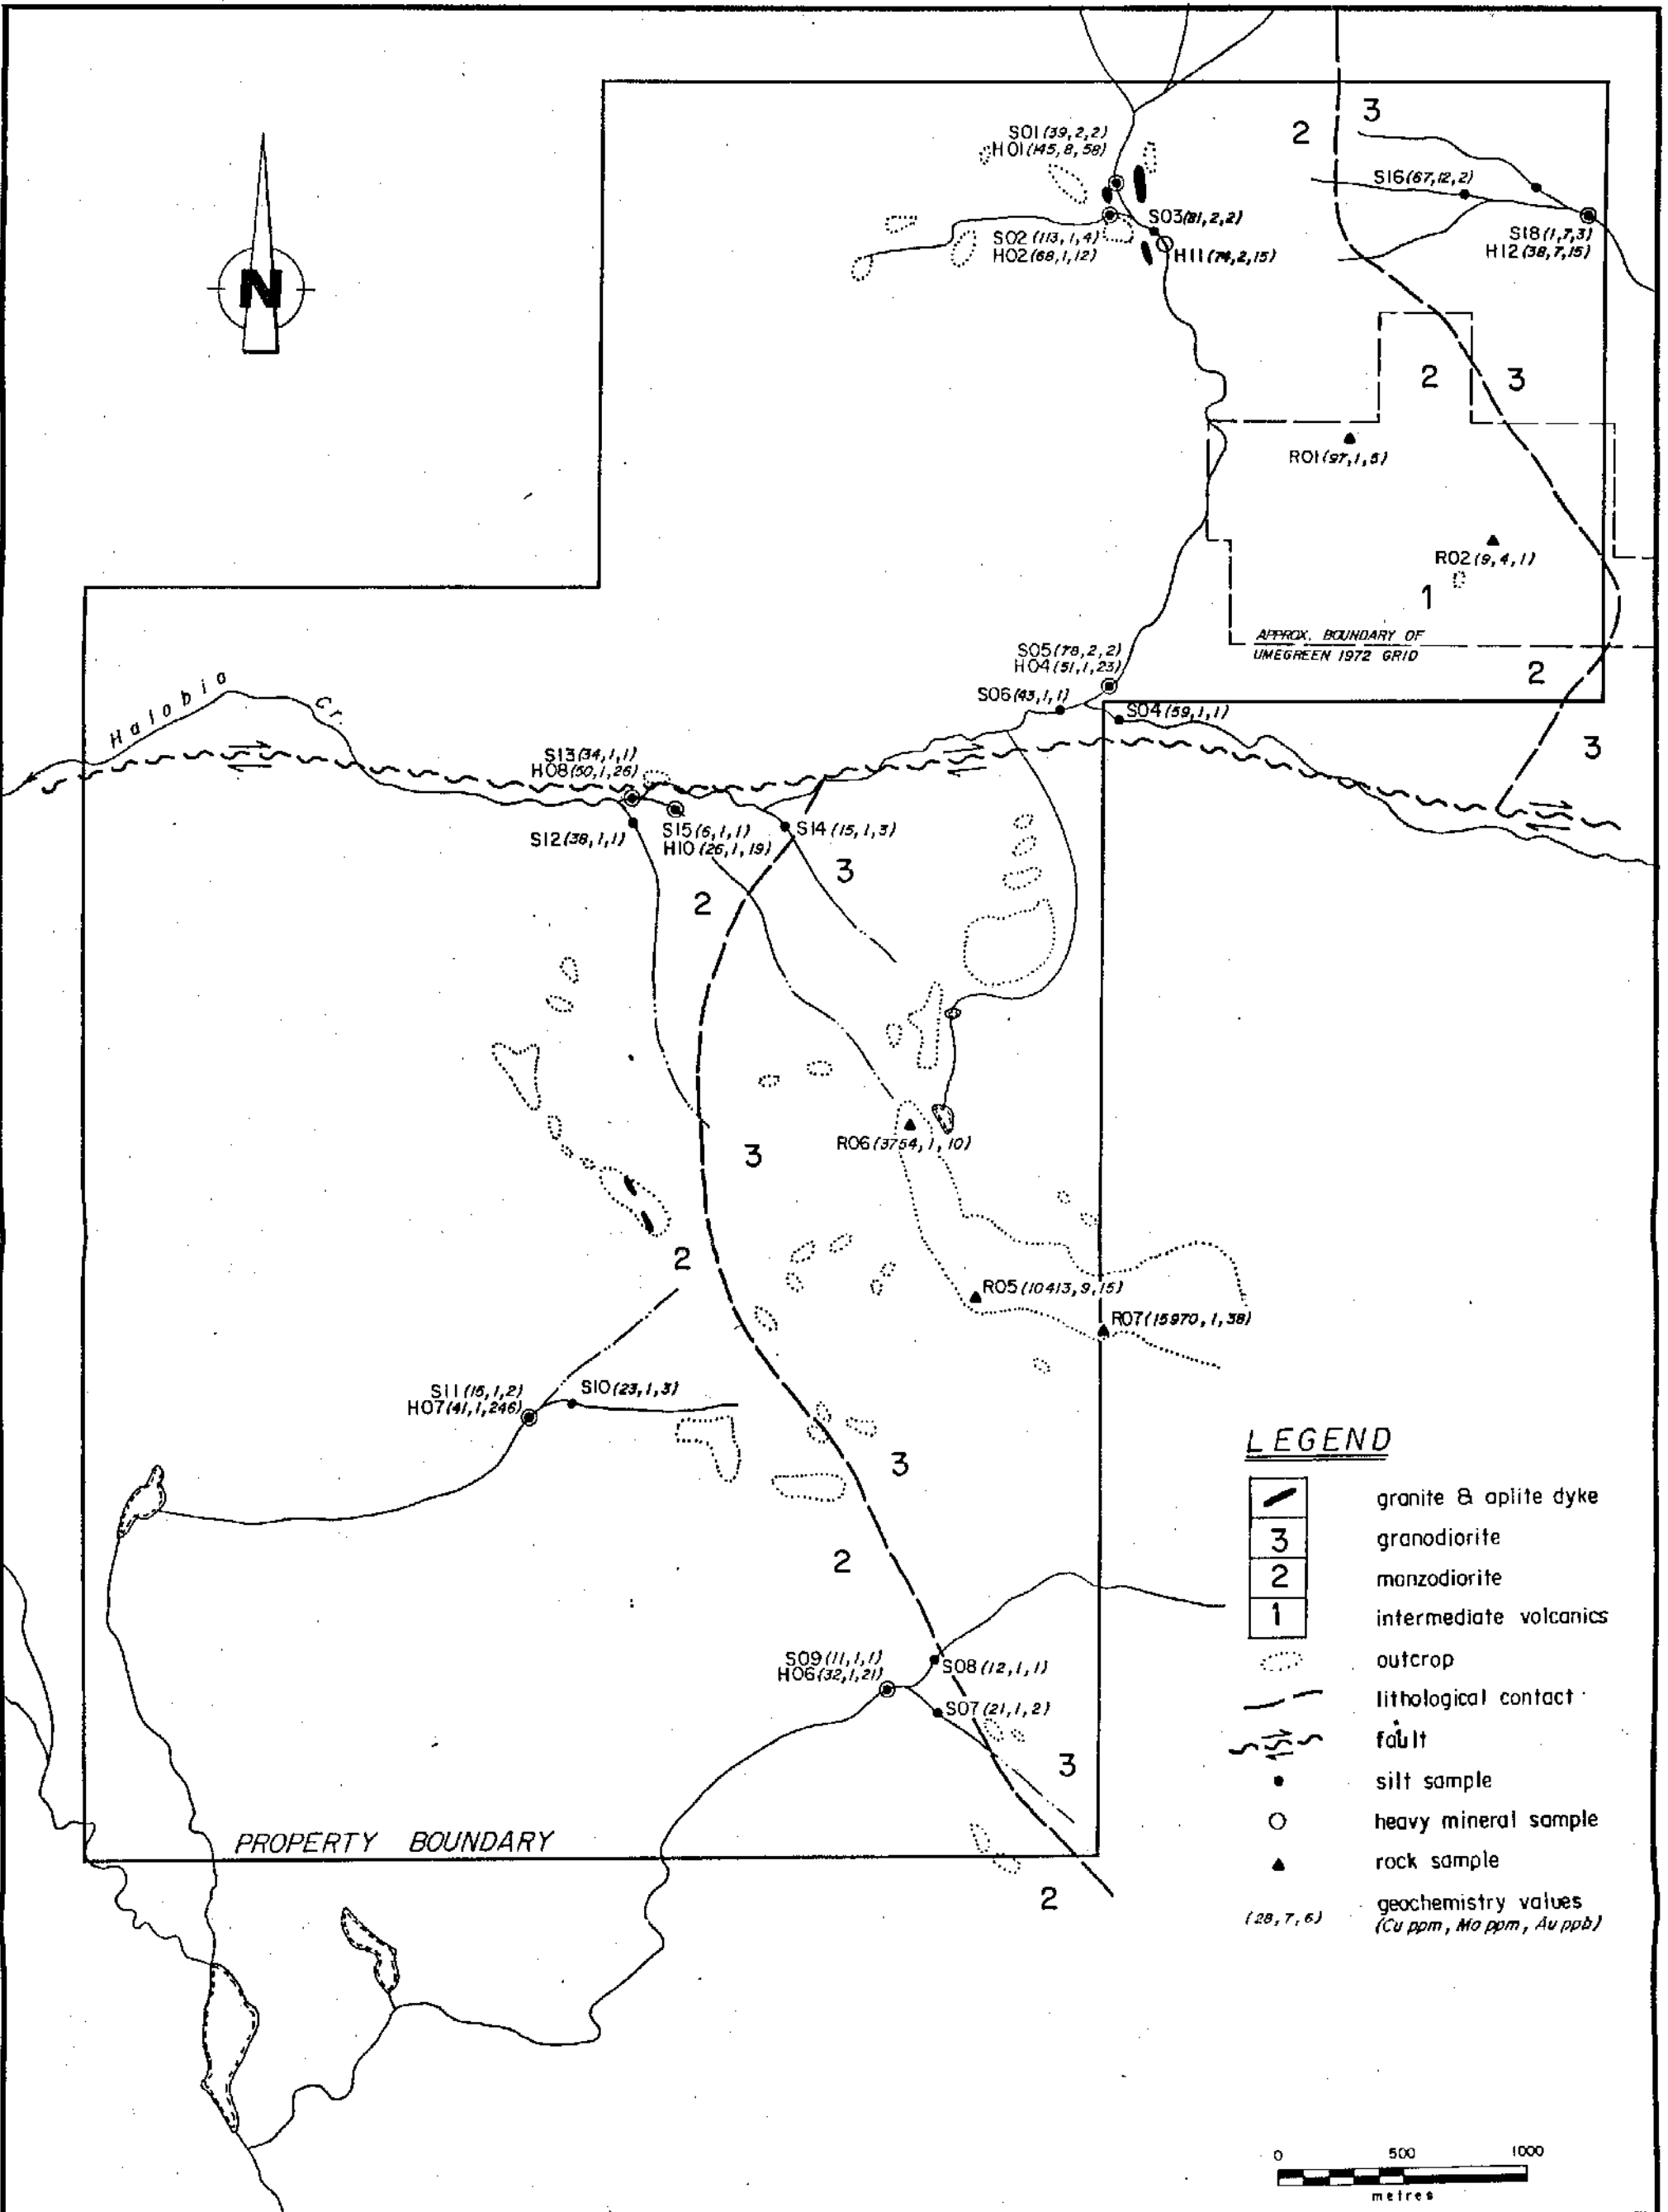 3
2
S01 (39,2,2)
H01 (145,8,58)
S16 (67,12,2)
S03 (81,2,2)
S02 (113,1,4)
H02 (68,1,12)
H11 (74,2,15)
S18 (1,7,3)
H12 (38,7,15)
N
2
3
R01 (97,1,5)
R02 (9,4,1)
1
APPROX. BOUNDARY OF
UMEGREEN 1972 GRID
S05 (78,2,2)
H04 (51,1,23)
2
S06 (43,1,1)
S04 (59,1,1)
Halobia Cr.
3
S13 (34,1,1)
H08 (50,1,26)
S12 (38,1,1)
S15 (6,1,1)
H10 (26,1,19)
S14 (15,1,3)
3
2
R06 (3754,1,10)
3
2
R05 (10413,9,15)
R07 (15970,1,38)
S11 (15,1,2)
H07 (41,1,246)
S10 (23,1,3)
3
2
S09 (11,1,1)
H06 (32,1,21)
S08 (12,1,1)
S07 (21,1,2)
3
PROPERTY BOUNDARY
2
LEGEND
granite & aplite dyke
3 granodiorite
2 monzodiorite
1 intermediate volcanics
outcrop
lithological contact
fault
silt sample
heavy mineral sample
rock sample
(28,7,6) geochemistry values
(Cu ppm, Mo ppm, Au ppb)
0 500 1000
metres